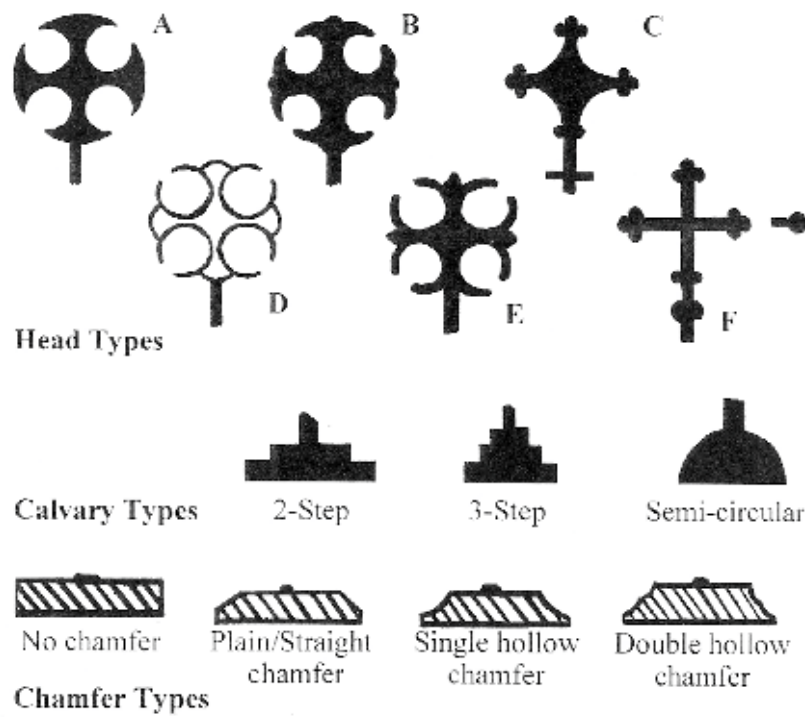 A
B
C
D
E
F
Head Types
2-Step
3-Step
Semi-circular
Calvary Types
No chamfer
Plain/Straight
chamfer
Single hollow
chamfer
Double hollow
chamfer
Chamfer Types